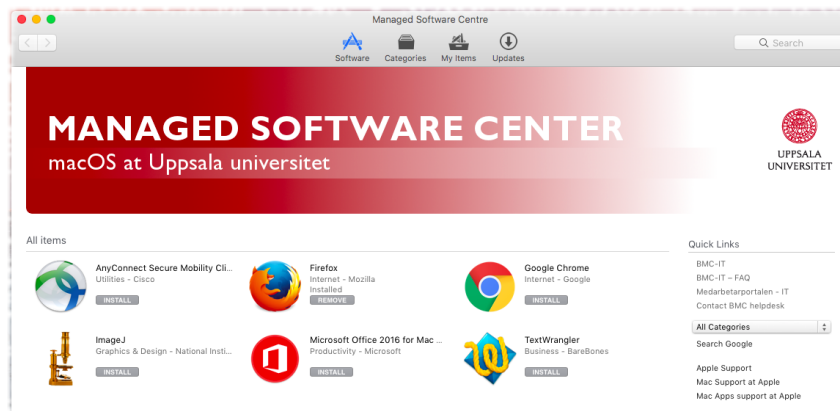 Managed Software Centre
Software
Categories
My Items
Updates
Search
MANAGED SOFTWARE CENTER
macOS at Uppsala universitet
UPPSALA
UNIVERSITET
All items
AnyConnect Secure Mobility Cli...
Utilities - Cisco
INSTALL
Firefox
Internet - Mozilla
Installed
REMOVE
Google Chrome
Internet - Google
INSTALL
ImageJ
Graphics & Design - National Insti...
INSTALL
Microsoft Office 2016 for Mac ...
Productivity - Microsoft
INSTALL
TextWrangler
Business - BareBones
INSTALL
Quick Links
BMC-IT
BMC-IT – FAQ
Medarbetarportalen - IT
Contact BMC helpdesk
All Categories
Search Google
Apple Support
Mac Support at Apple
Mac Apps support at Apple